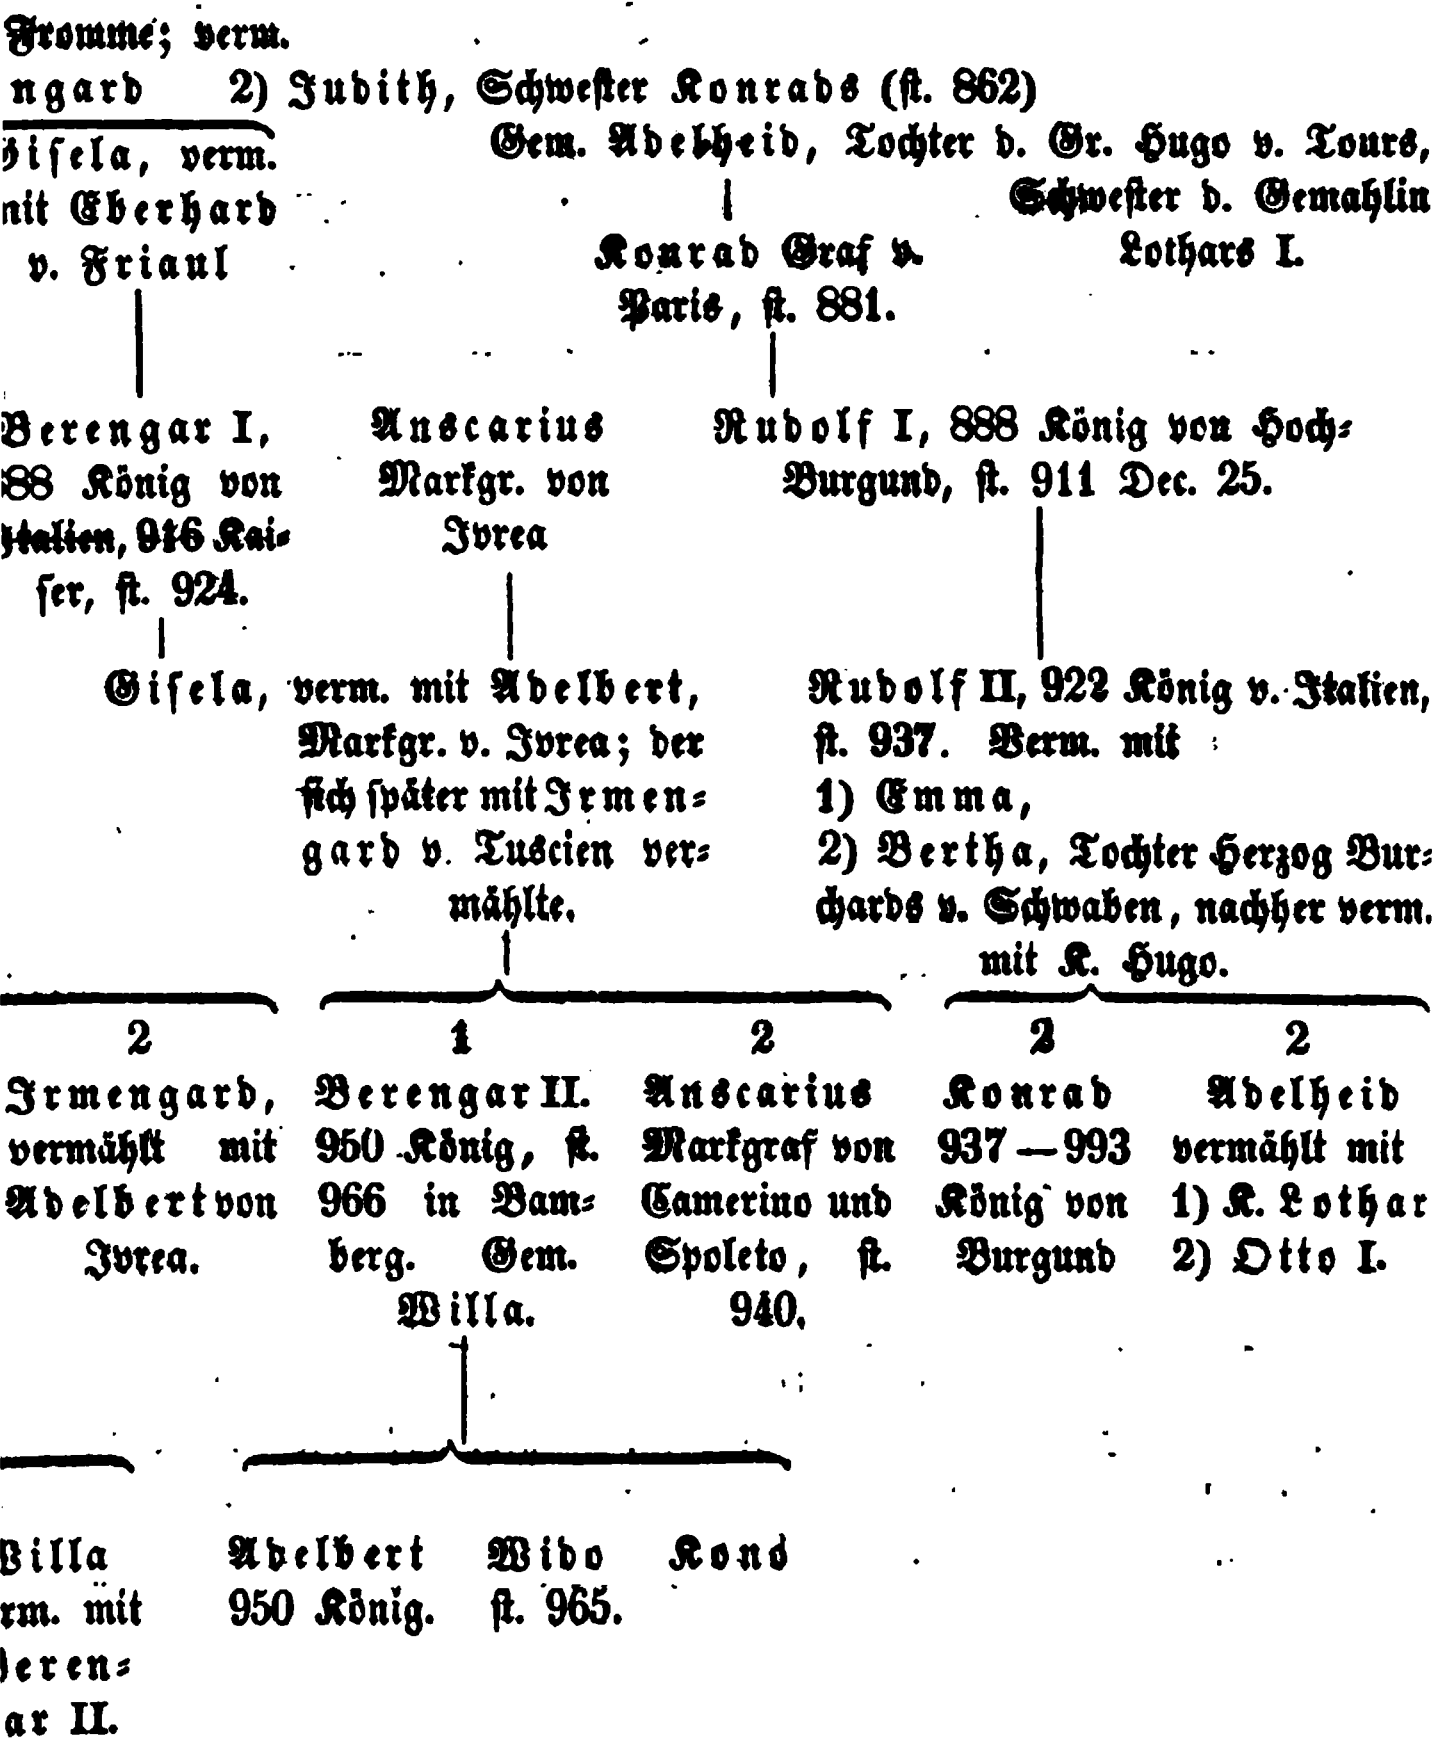 Fromme; verm.
ngard 2) Judith, Schwester Konrads (st. 862)
Gisela, verm. Gem. Adelheid, Tochter d. Gr. Hugo v. Tours,
mit Eberhard Schwester d. Gemahlin
v. Friaul Konrad Graf v. Lothars I.
Paris, st. 881.
Berengar I, Anscarius Rudolf I, 888 König von Hoch-
888 König von Markgr. von Burgund, st. 911 Dec. 25.
Italien, 916 Kai- Ivrea
ser, st. 924.
Gisela, verm. mit Adelbert, Rudolf II, 922 König v. Italien,
Markgr. v. Ivrea; der st. 937. Verm. mit
sich später mit Irmen- 1) Emma,
gard v. Tuscien ver- 2) Bertha, Tochter Herzog Bur-
mählte. chards v. Schwaben, nachher verm.
mit K. Hugo.
2 1 2 2 2
Irmengard, Berengar II. Anscarius Konrad Adelheid
vermählt mit 950 König, st. Markgraf von 937—993 vermählt mit
Adelbert von 966 in Bam- Camerino und König von 1) K. Lothar
Ivrea. berg. Gem. Spoleto, st. Burgund 2) Otto I.
Willa. 940.
Willa Adelbert Wido Kono
rm. mit 950 König. st. 965.
Beren-
ar II.